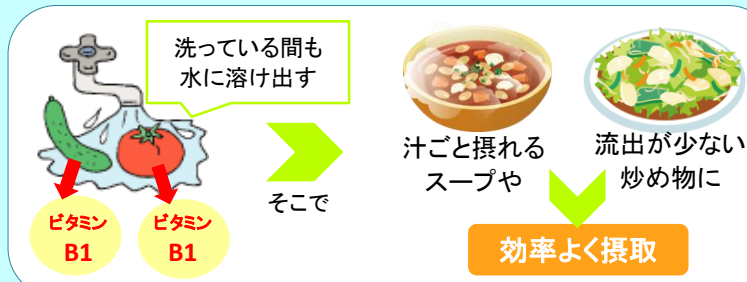 洗っている間も
水に溶け出す
ビタミン
B1
ビタミン
B1
そこで
汁ごと摂れる
スープや
流出が少ない
炒め物に
効率よく摂取